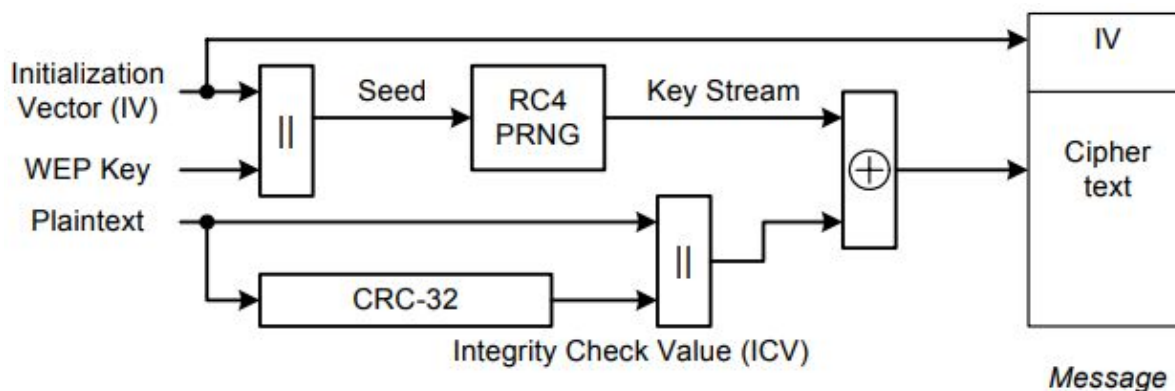 IV
Initialization
Vector (IV)
||
Seed
RC4
PRNG
Key Stream
WEP Key
Cipher
text
Plaintext
||
CRC-32
Integrity Check Value (ICV)
Message